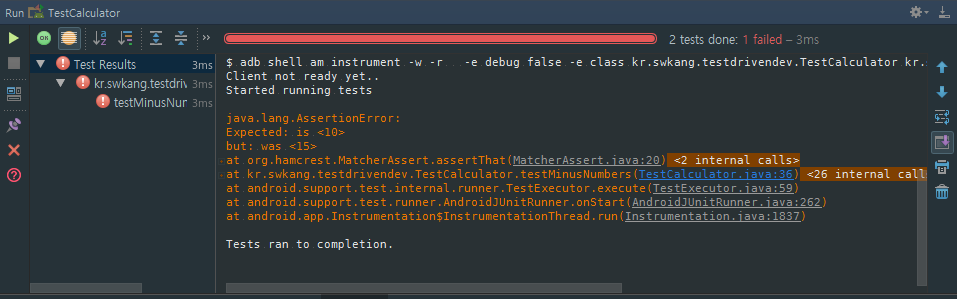 Run TestCalculator
2 tests done: 1 failed – 3ms
Test Results 3ms
kr.swkang.testdriven 3ms
testMinusNun 3ms
$ adb shell am instrument -w -r   -e debug false -e class kr.swkang.testdrivendev.TestCalculator kr.
Client not ready yet..
Started running tests
java.lang.AssertionError:
Expected: is <10>
but: was <15>
at org.hamcrest.MatcherAssert.assertThat(MatcherAssert.java:20) <2 internal calls>
at kr.swkang.testdrivendev.TestCalculator.testMinusNumbers(TestCalculator.java:36) <26 internal call
at android.support.test.internal.runner.TestExecutor.execute(TestExecutor.java:59)
at android.support.test.runner.AndroidJUnitRunner.onStart(AndroidJUnitRunner.java:262)
at android.app.Instrumentation$InstrumentationThread.run(Instrumentation.java:1837)
Tests ran to completion.